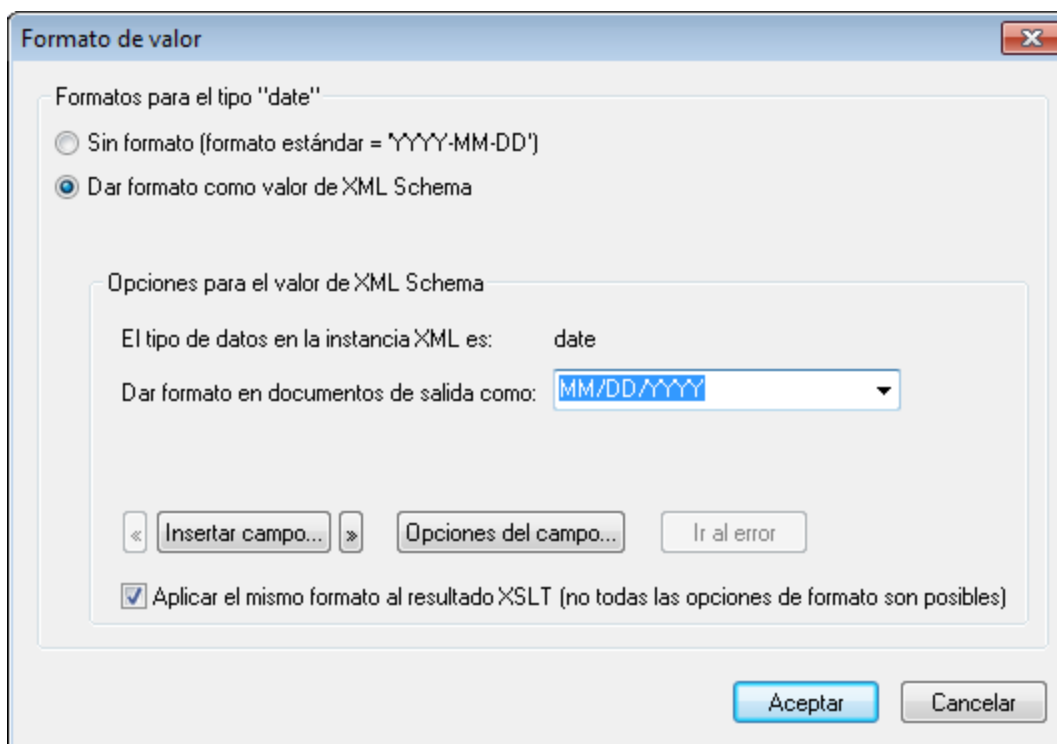 Formato de valor
Formatos para el tipo "date"
Sin formato (formato estándar = 'YYYY-MM-DD')
Dar formato como valor de XML Schema
Opciones para el valor de XML Schema
El tipo de datos en la instancia XML es: date
Dar formato en documentos de salida como: MM/DD/YYYY
« Insertar campo... » Opciones del campo... Ir al error
Aplicar el mismo formato al resultado XSLT (no todas las opciones de formato son posibles)
Aceptar Cancelar